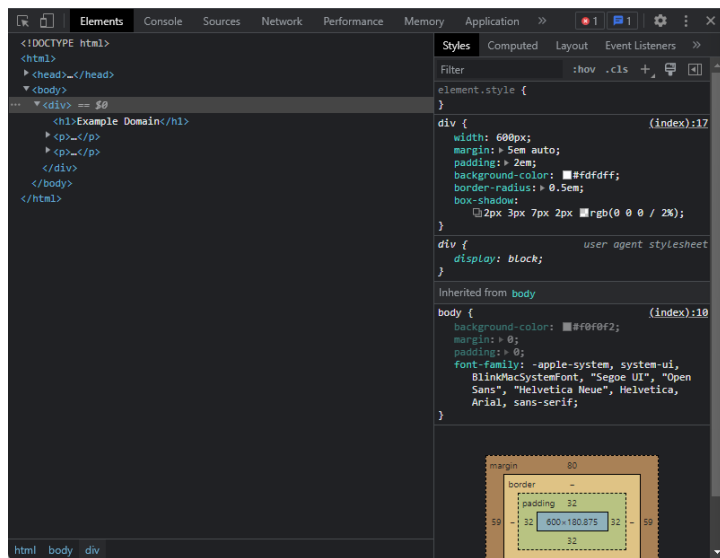 Elements Console Sources Network Performance Memory Application » 1 1
<!DOCTYPE html>
<html>
<head>…</head>
<body>
… <div> == $0
<h1>Example Domain</h1>
<p>…</p>
<p>…</p>
</div>
</body>
</html>
html body div
Styles Computed Layout Event Listeners »
Filter :hov .cls +
element.style {
}
div { (index):17
width: 600px;
margin: 5em auto;
padding: 2em;
background-color: #fdfdff;
border-radius: 0.5em;
box-shadow:
2px 3px 7px 2px rgb(0 0 0 / 2%);
}
div { user agent stylesheet
display: block;
}
Inherited from body
body { (index):10
background-color: #f0f0f2;
margin: 0;
padding: 0;
font-family: -apple-system, system-ui,
BlinkMacSystemFont, "Segoe UI", "Open
Sans", "Helvetica Neue", Helvetica,
Arial, sans-serif;
}
margin 80
border –
padding 32
59 – 32 600×180.875 32 – 59
32